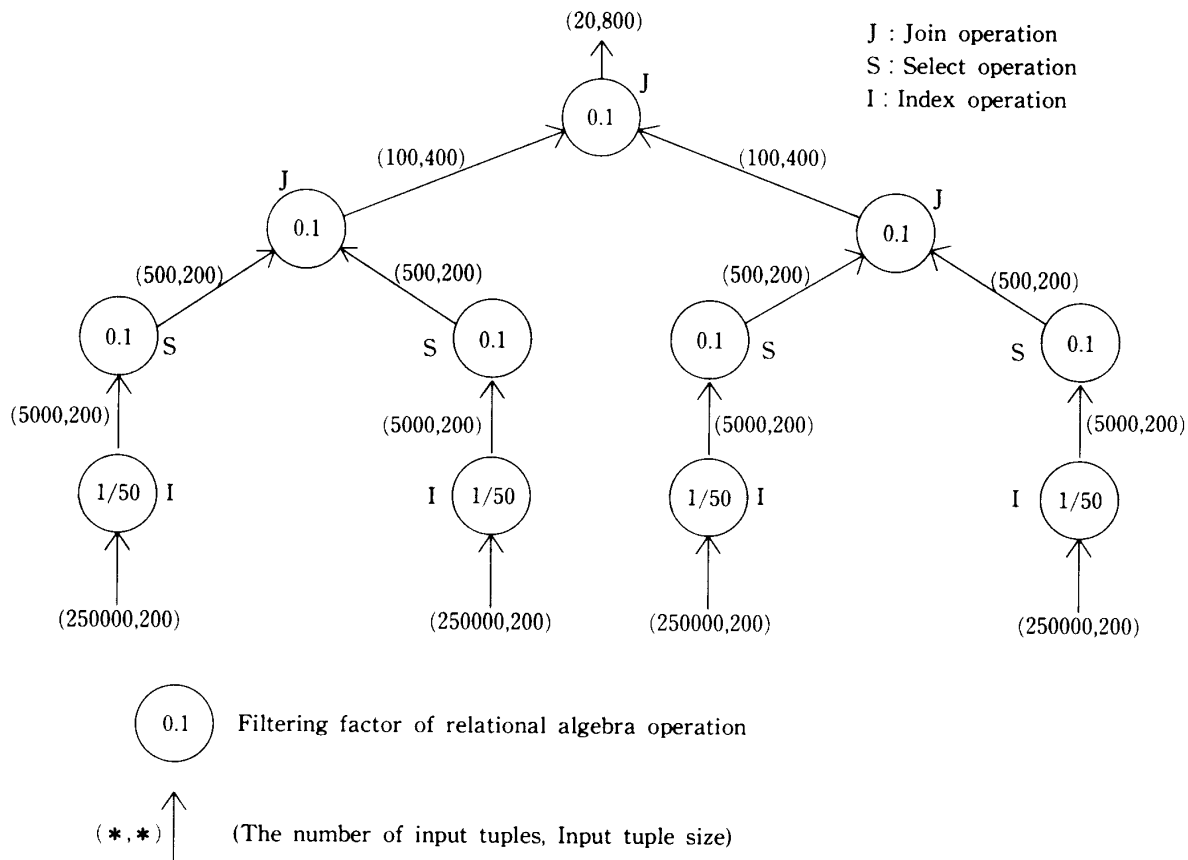 (20,800)
J : Join operation
S : Select operation
I : Index operation
J
0.1
(100,400)
(100,400)
J
J
0.1
0.1
(500,200)
(500,200)
(500,200)
(500,200)
0.1
S
S
0.1
0.1
S
S
0.1
(5000,200)
(5000,200)
(5000,200)
(5000,200)
1/50
I
I
1/50
1/50
I
I
1/50
(250000,200)
(250000,200)
(250000,200)
(250000,200)
0.1
Filtering factor of relational algebra operation
(*,*)
(The number of input tuples, Input tuple size)